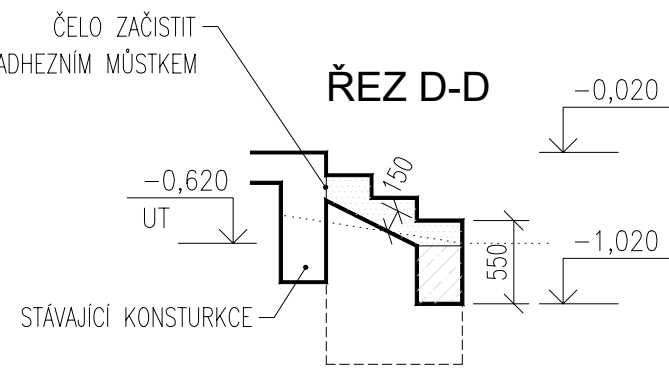 ČELO ZAČISTIT
ADHEZNÍM MŮSTKEM
ŘEZ D-D
-0,020
150
-0,620
UT
-1,020
550
STÁVAJÍCÍ KONSTURKCE